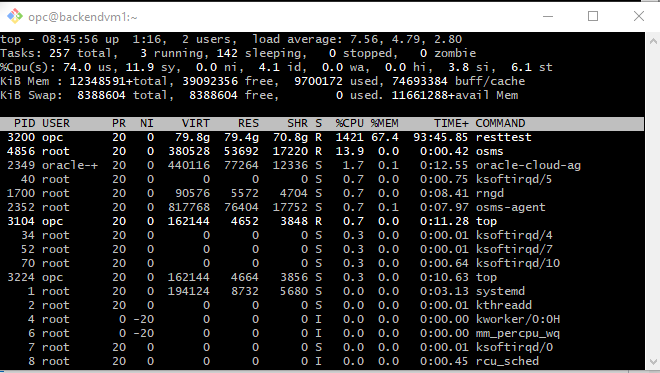 opc@backendvm1:~
top - 08:45:56 up  1:16,  2 users,  load average: 7.56, 4.79, 2.80
Tasks: 257 total,   3 running, 142 sleeping,   0 stopped,   0 zombie
%Cpu(s): 74.0 us, 11.9 sy,  0.0 ni,  4.1 id,  0.0 wa,  0.0 hi,  3.8 si,  6.1 st
KiB Mem : 12348591+total, 39092356 free,  9700172 used, 74693384 buff/cache
KiB Swap:  8388604 total,  8388604 free,        0 used. 11661288+avail Mem
PID USER      PR  NI    VIRT    RES    SHR S  %CPU %MEM     TIME+ COMMAND
3200 opc       20   0   79.8g  79.4g  70.8g R  1421 67.4  93:45.85 resttest
4856 root      20   0  380528  53692  17220 R  13.9  0.0   0:00.42 osms
2349 oracle-+  20   0  440116  77264  12336 S   1.7  0.1   0:12.55 oracle-cloud-ag
40 root      20   0       0      0      0 S   0.7  0.0   0:00.75 ksoftirqd/5
1700 root      20   0   90576   5572   4704 S   0.7  0.0   0:08.41 rngd
2352 root      20   0  817768  76404  17752 S   0.7  0.1   0:07.97 osms-agent
3104 opc       20   0  162144   4652   3848 R   0.7  0.0   0:11.28 top
34 root      20   0       0      0      0 S   0.3  0.0   0:00.01 ksoftirqd/4
52 root      20   0       0      0      0 S   0.3  0.0   0:00.01 ksoftirqd/7
70 root      20   0       0      0      0 S   0.3  0.0   0:00.64 ksoftirqd/10
3224 opc       20   0  162144   4664   3856 S   0.3  0.0   0:10.63 top
1 root      20   0  194124   8732   5680 S   0.0  0.0   0:03.13 systemd
2 root      20   0       0      0      0 S   0.0  0.0   0:00.01 kthreadd
4 root       0 -20       0      0      0 I   0.0  0.0   0:00.00 kworker/0:0H
6 root       0 -20       0      0      0 I   0.0  0.0   0:00.00 mm_percpu_wq
7 root      20   0       0      0      0 S   0.0  0.0   0:00.01 ksoftirqd/0
8 root      20   0       0      0      0 I   0.0  0.0   0:00.45 rcu_sched